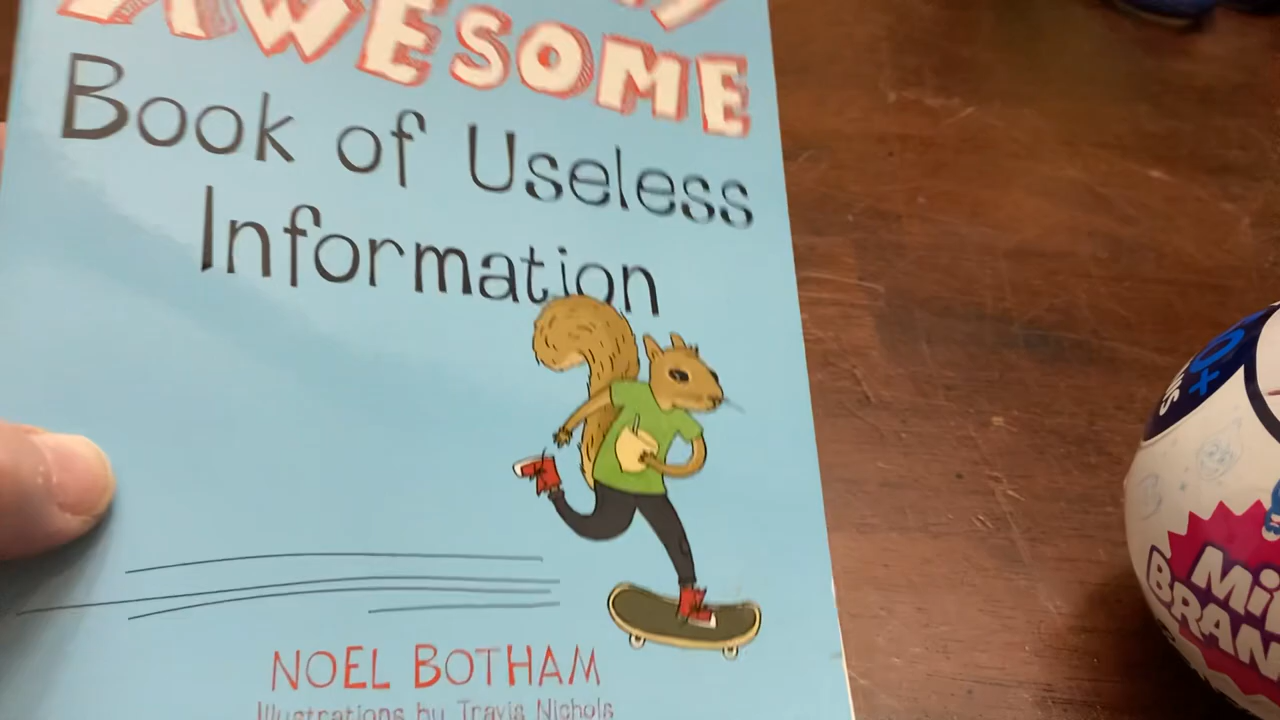 AWESOME
Book of Useless
Information
NOEL BOTHAM
Illustrations by Travis Nichols